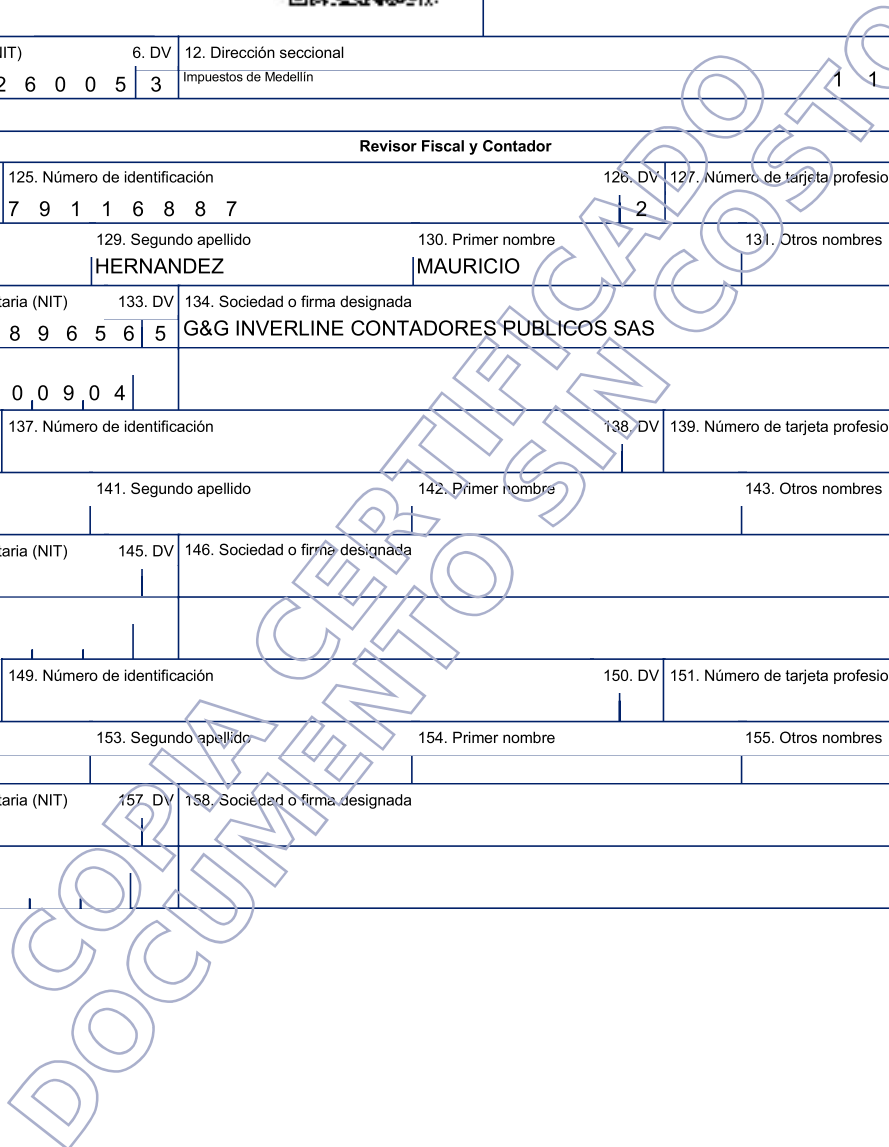 NIT) 6. DV 12. Dirección seccional
2 6 0 0 5 3 Impuestos de Medellín 1 1
Revisor Fiscal y Contador
125. Número de identificación 126. DV 127. Número de tarjeta profesio
7 9 1 1 6 8 8 7 2
129. Segundo apellido 130. Primer nombre 131. Otros nombres
HERNANDEZ MAURICIO
taria (NIT) 133. DV 134. Sociedad o firma designada
8 9 6 5 6 5 G&G INVERLINE CONTADORES PUBLICOS SAS
0 0 9 0 4
137. Número de identificación 138. DV 139. Número de tarjeta profesio
141. Segundo apellido 142. Primer nombre 143. Otros nombres
taria (NIT) 145. DV 146. Sociedad o firma designada
149. Número de identificación 150. DV 151. Número de tarjeta profesio
153. Segundo apellido 154. Primer nombre 155. Otros nombres
taria (NIT) 157. DV 158. Sociedad o firma designada
COPIA CERTIFICADO
DOCUMENTO SIN COSTO